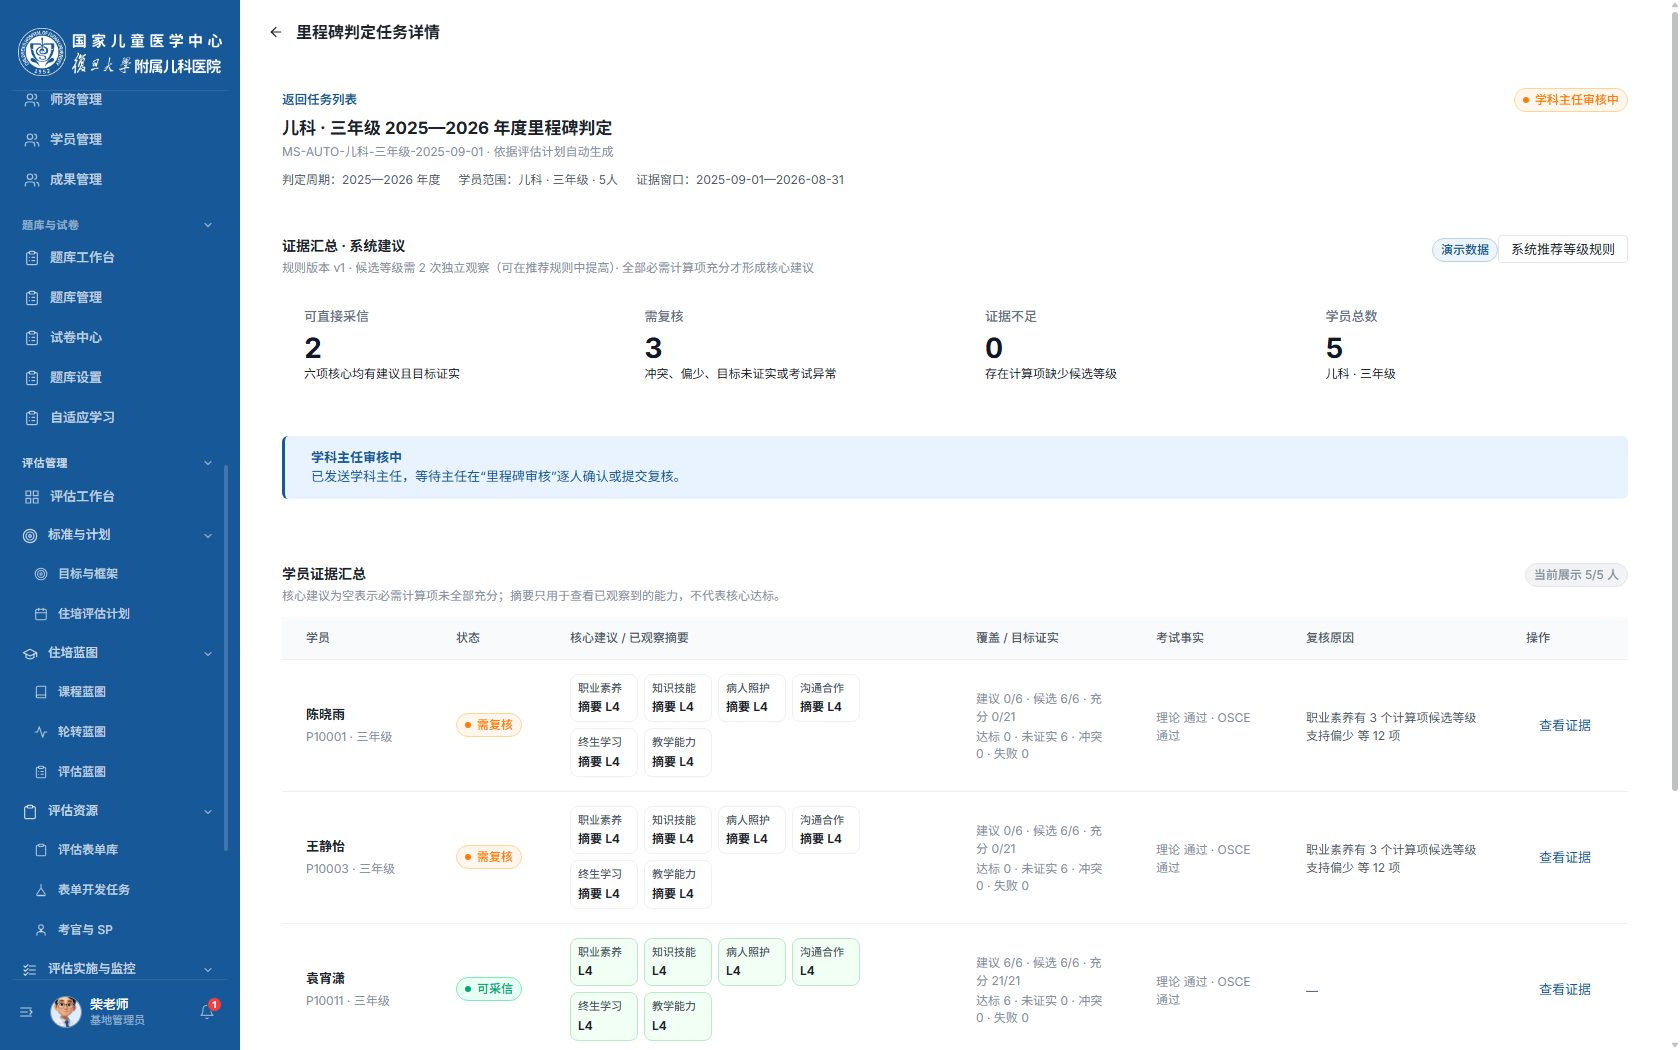 国家儿童医学中心
復旦大学附属儿科医院
师资管理
学员管理
成果管理
题库与试卷
题库工作台
题库管理
试卷中心
题库设置
自适应学习
评估管理
评估工作台
标准与计划
目标与框架
住培评估计划
住培蓝图
课程蓝图
轮转蓝图
评估蓝图
评估资源
评估表单库
表单开发任务
考官与 SP
评估实施与监控
柴老师
基地管理员
1
里程碑判定任务详情
返回任务列表
学科主任审核中
儿科 · 三年级 2025—2026 年度里程碑判定
MS-AUTO-儿科-三年级-2025-09-01 · 依据评估计划自动生成
判定周期：2025—2026 年度 学员范围：儿科 · 三年级 · 5人 证据窗口：2025-09-01—2026-08-31
证据汇总 · 系统建议
规则版本 v1 · 候选等级需 2 次独立观察（可在推荐规则中提高）· 全部必需计算项充分才形成核心建议
演示数据
系统推荐等级规则
可直接采信
2
六项核心均有建议且目标证实
需复核
3
冲突、偏少、目标未证实或考试异常
证据不足
0
存在计算项缺少候选等级
学员总数
5
儿科 · 三年级
学科主任审核中
已发送学科主任，等待主任在“里程碑审核”逐人确认或提交复核。
学员证据汇总
核心建议为空表示必需计算项未全部充分；摘要只用于查看已观察到的能力，不代表核心达标。
当前展示 5/5 人
学员 状态 核心建议 / 已观察摘要 覆盖 / 目标证实 考试事实 复核原因 操作
陈晓雨
P10001 · 三年级
需复核
职业素养 知识技能 病人照护 沟通合作
摘要 L4 摘要 L4 摘要 L4 摘要 L4
终生学习 教学能力
摘要 L4 摘要 L4
建议 0/6 · 候选 6/6 · 充
分 0/21
达标 0 · 未证实 6 · 冲突
0 · 失败 0
理论 通过 · OSCE
通过
职业素养有 3 个计算项候选等级
支持偏少 等 12 项
查看证据
王静怡
P10003 · 三年级
需复核
职业素养 知识技能 病人照护 沟通合作
摘要 L4 摘要 L4 摘要 L4 摘要 L4
终生学习 教学能力
摘要 L4 摘要 L4
建议 0/6 · 候选 6/6 · 充
分 0/21
达标 0 · 未证实 6 · 冲突
0 · 失败 0
理论 通过 · OSCE
通过
职业素养有 3 个计算项候选等级
支持偏少 等 12 项
查看证据
袁宵潇
P10011 · 三年级
可采信
职业素养 知识技能 病人照护 沟通合作
L4 L4 L4 L4
终生学习 教学能力
L4 L4
建议 6/6 · 候选 6/6 · 充
分 21/21
达标 6 · 未证实 0 · 冲突
0 · 失败 0
理论 通过 · OSCE
通过
—
查看证据